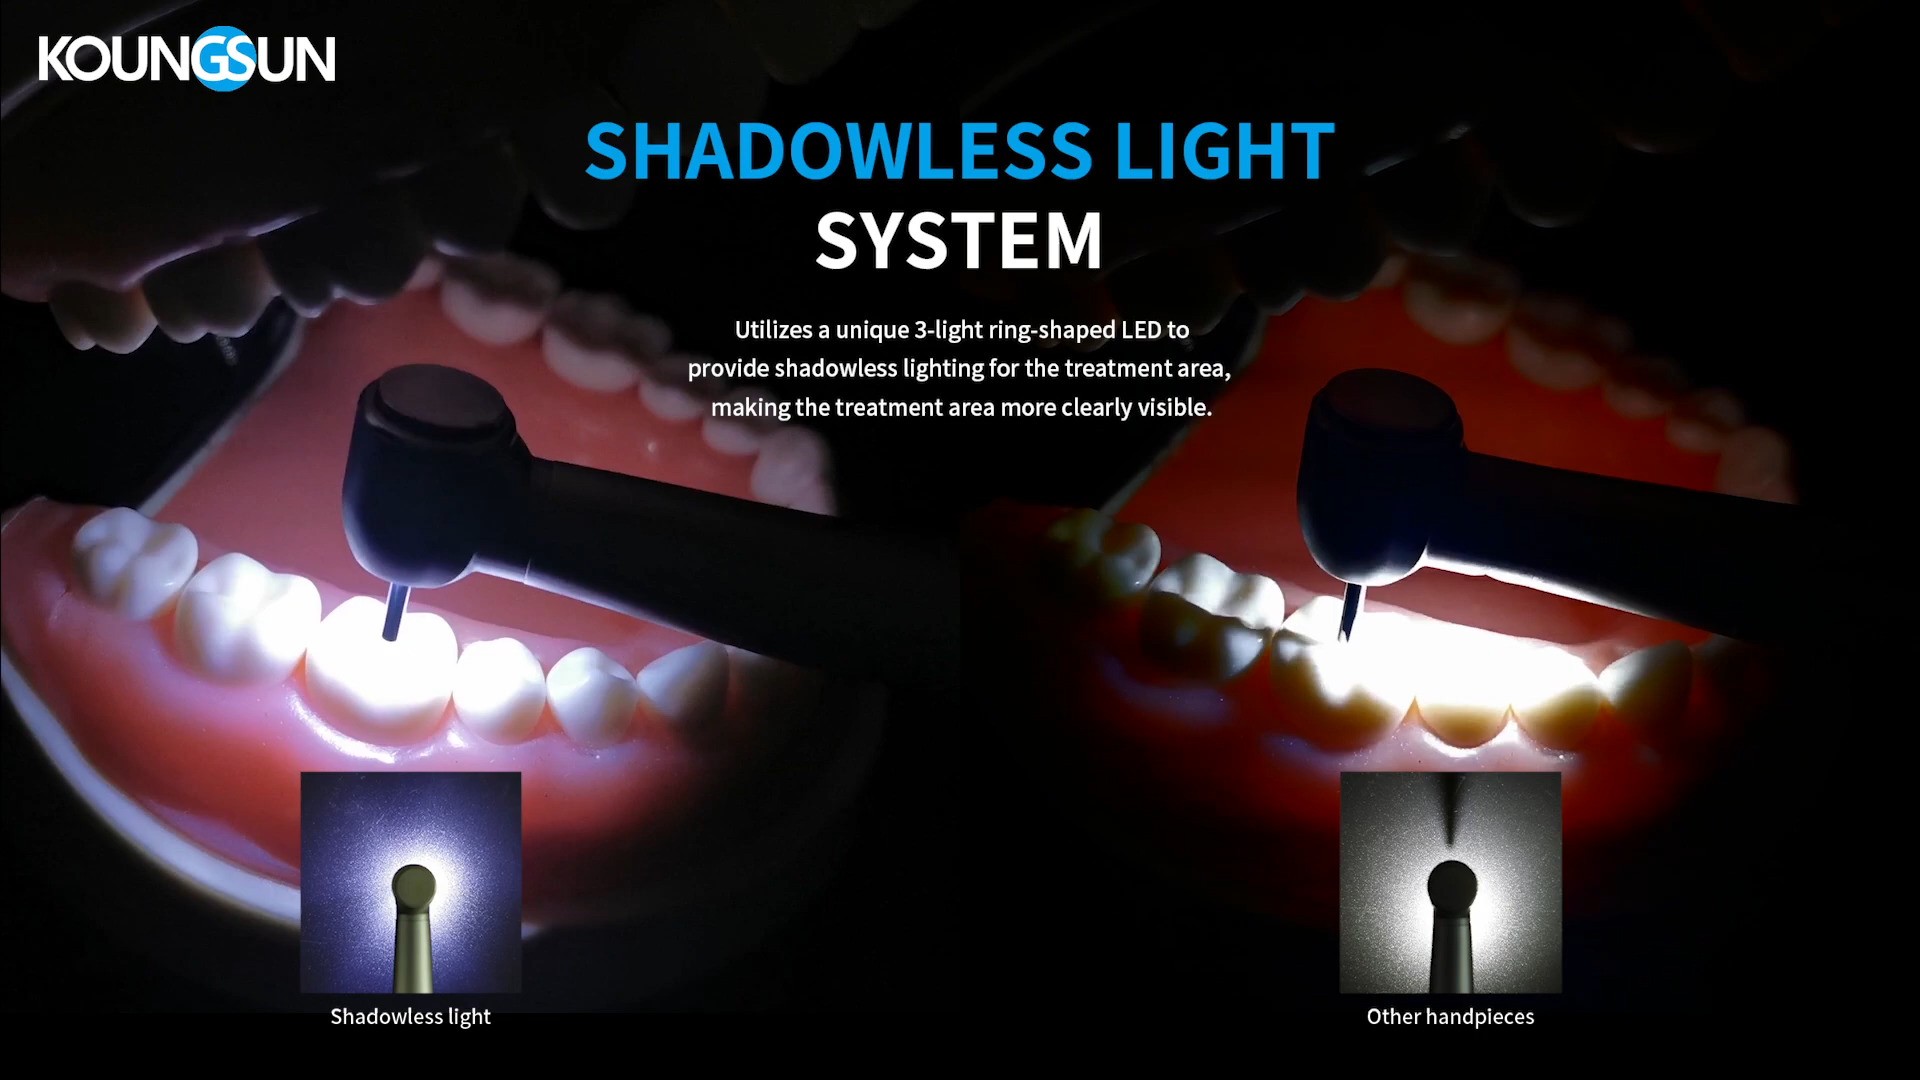 KOUNGSUN
SHADOWLESS LIGHT
SYSTEM
Utilizes a unique 3-light ring-shaped LED to
provide shadowless lighting for the treatment area,
making the treatment area more clearly visible.
Shadowless light
Other handpieces